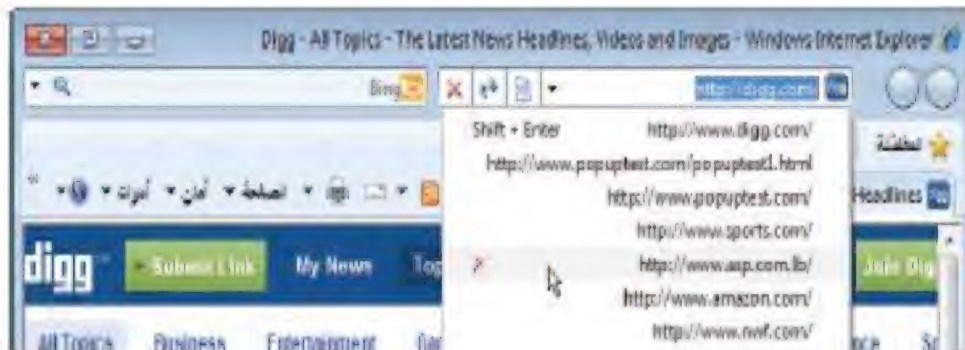 Digg - All Topics - The Latest News Headlines, Videos and Images - Windows Internet Explorer
Bing
http://digg.com/
Shift + Enter http://www.digg.com/
http://www.popuptest.com/popuptest1.html
http://www.popuptest.com/
http://www.sports.com/
http://www.asp.com.lb/
http://www.amazon.com/
http://www.nwf.com/
المفضلة
الصفحة أمان أدوات
Headlines
digg Submit Link My News Top Join Dig
All Topics Business Entertainment